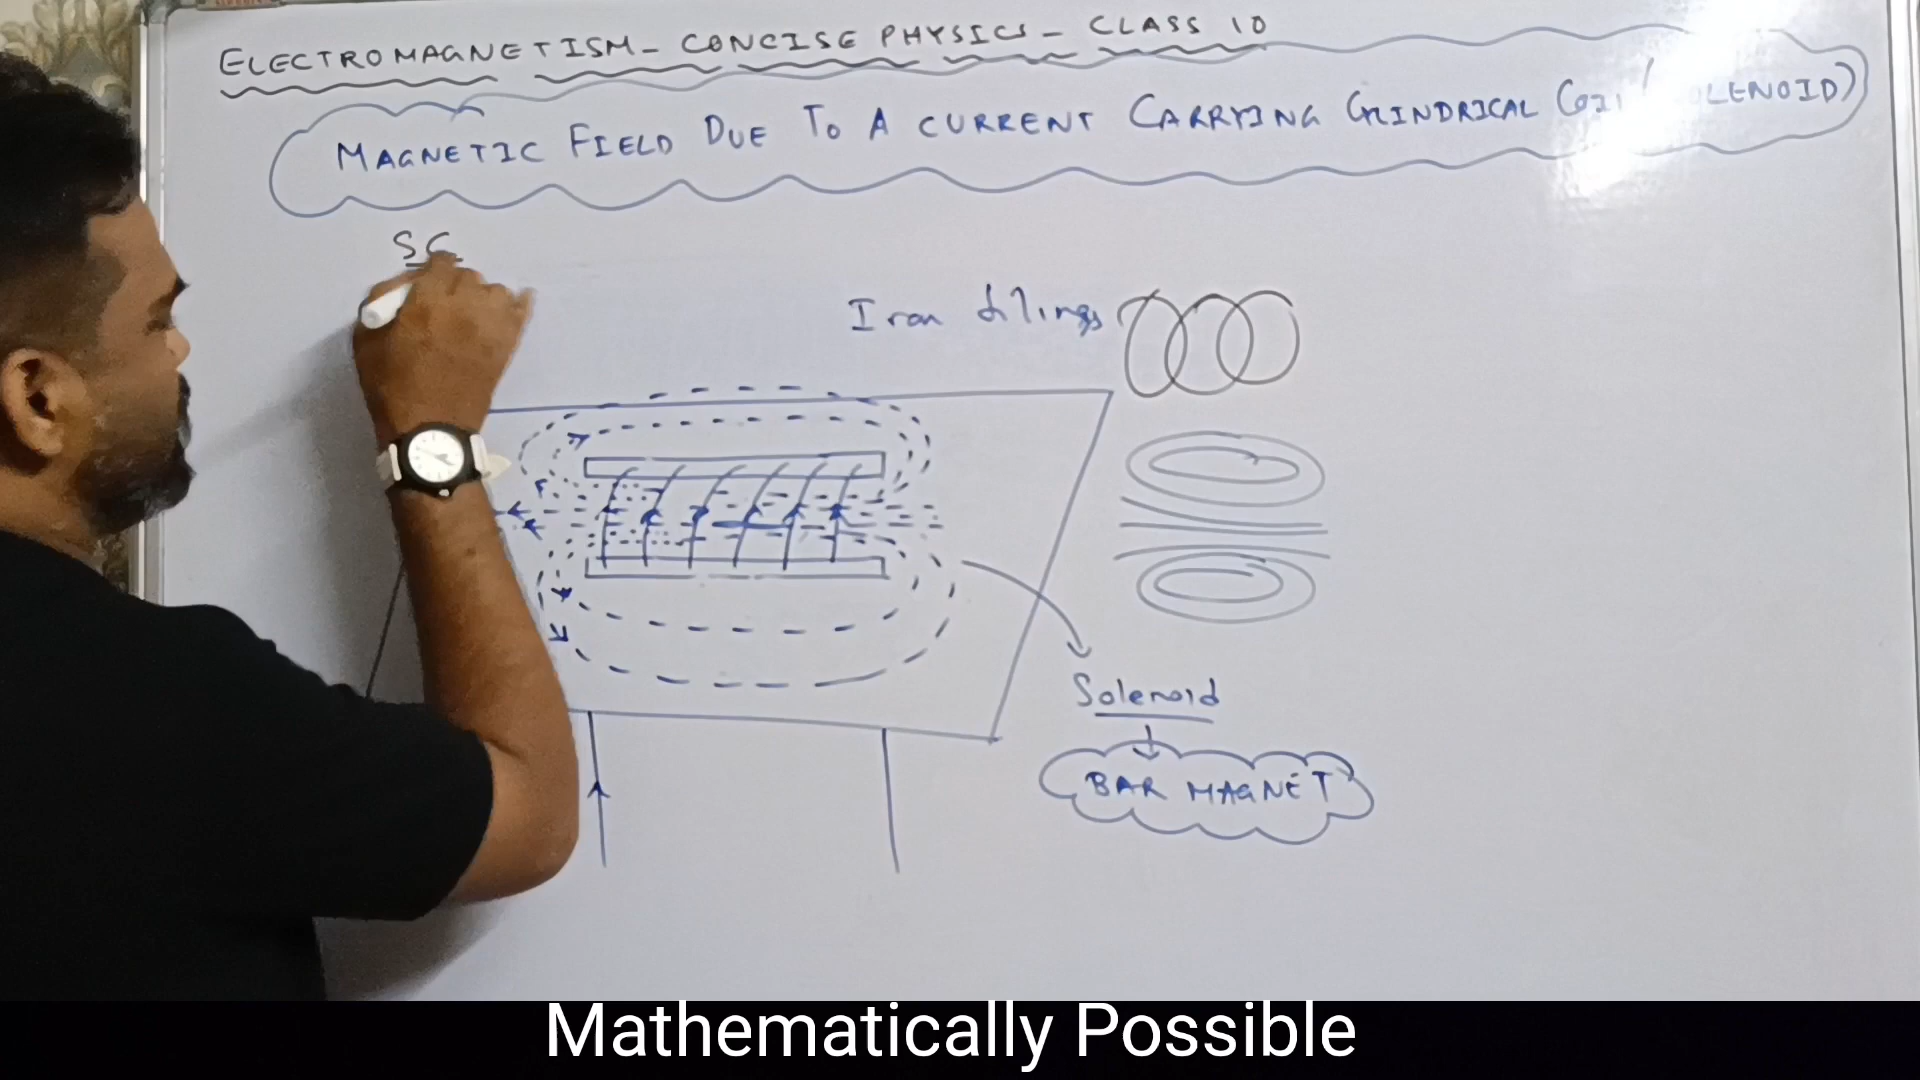 ELECTROMAGNETISM - CONCISE PHYSICS - CLASS 10
MAGNETIC FIELD DUE TO A CURRENT CARRYING CYLINDRICAL COIL
SC
Iron filings
Solenoid
BAR MAGNET
Mathematically Possible